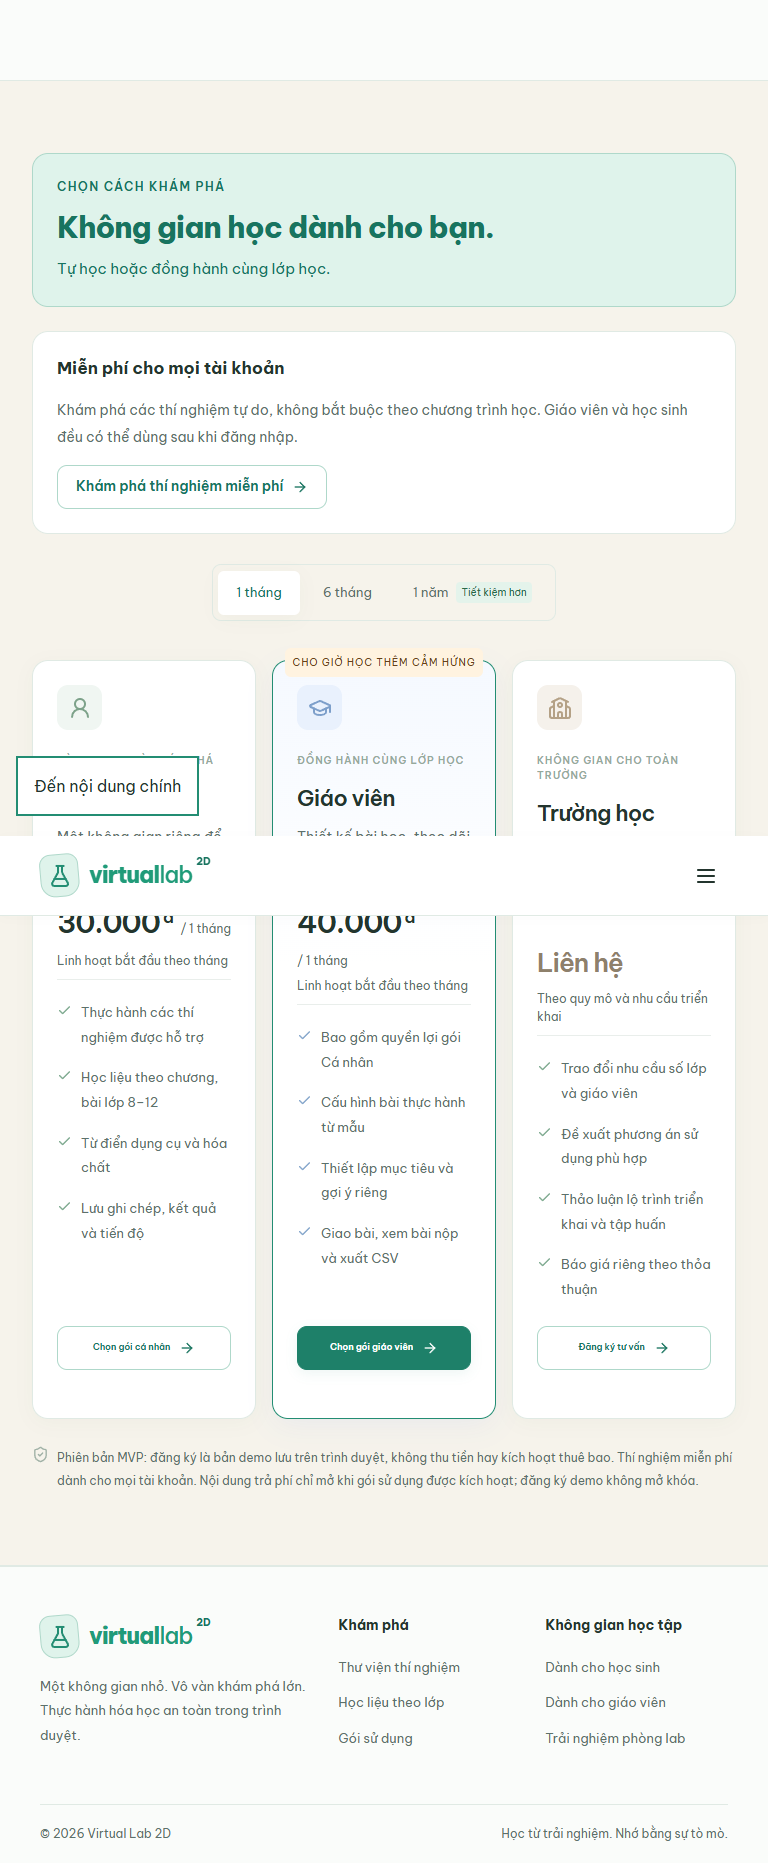 CHỌN CÁCH KHÁM PHÁ
Không gian học dành cho bạn.
Tự học hoặc đồng hành cùng lớp học.
Miễn phí cho mọi tài khoản
Khám phá các thí nghiệm tự do, không bắt buộc theo chương trình học. Giáo viên và học sinh
đều có thể dùng sau khi đăng nhập.
Khám phá thí nghiệm miễn phí
1 tháng
6 tháng
1 năm Tiết kiệm hơn
CHO GIỜ HỌC THÊM CẢM HỨNG
ĐỒNG HÀNH CÙNG LỚP HỌC
Giáo viên
Thiết kế bài học, theo dõi
KHÔNG GIAN CHO TOÀN
TRƯỜNG
Trường học
Đến nội dung chính
Một không gian riêng để
virtuallab 2D
30.000đ / 1 tháng
Linh hoạt bắt đầu theo tháng
Thực hành các thí
nghiệm được hỗ trợ
Học liệu theo chương,
bài lớp 8–12
Từ điển dụng cụ và hóa
chất
Lưu ghi chép, kết quả
và tiến độ
Chọn gói cá nhân
40.000đ
/ 1 tháng
Linh hoạt bắt đầu theo tháng
Bao gồm quyền lợi gói
Cá nhân
Cấu hình bài thực hành
từ mẫu
Thiết lập mục tiêu và
gợi ý riêng
Giao bài, xem bài nộp
và xuất CSV
Chọn gói giáo viên
Liên hệ
Theo quy mô và nhu cầu triển
khai
Trao đổi nhu cầu số lớp
và giáo viên
Đề xuất phương án sử
dụng phù hợp
Thảo luận lộ trình triển
khai và tập huấn
Báo giá riêng theo thỏa
thuận
Đăng ký tư vấn
Phiên bản MVP: đăng ký là bản demo lưu trên trình duyệt, không thu tiền hay kích hoạt thuê bao. Thí nghiệm miễn phí
dành cho mọi tài khoản. Nội dung trả phí chỉ mở khi gói sử dụng được kích hoạt; đăng ký demo không mở khóa.
virtuallab 2D
Một không gian nhỏ. Vô vàn khám phá lớn.
Thực hành hóa học an toàn trong trình
duyệt.
Khám phá
Thư viện thí nghiệm
Học liệu theo lớp
Gói sử dụng
Không gian học tập
Dành cho học sinh
Dành cho giáo viên
Trải nghiệm phòng lab
© 2026 Virtual Lab 2D
Học từ trải nghiệm. Nhớ bằng sự tò mò.